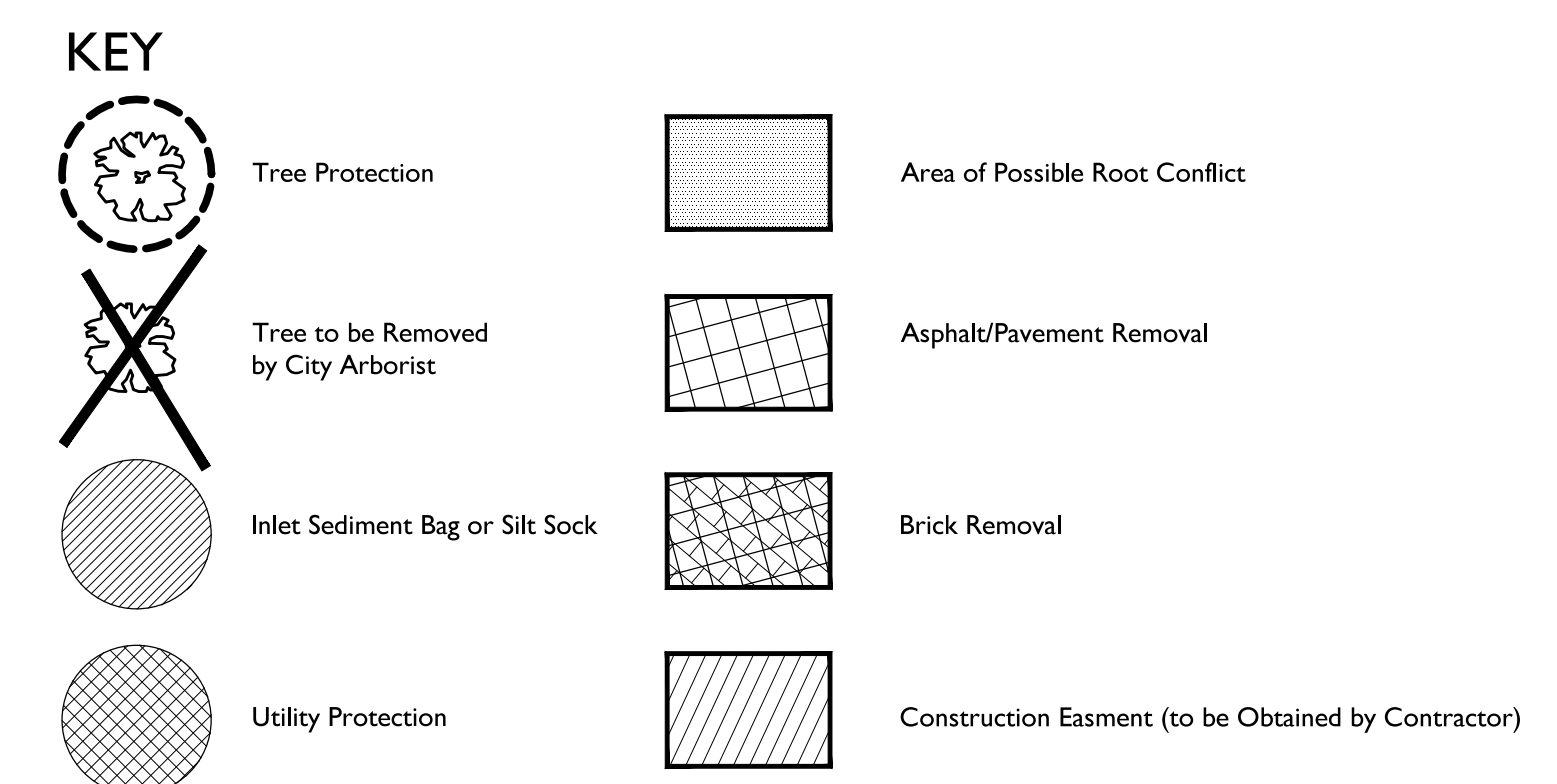 KEY
Tree Protection
Tree to be Removed
by City Arborist
Inlet Sediment Bag or Silt Sock
Utility Protection
Area of Possible Root Conflict
Asphalt/Pavement Removal
Brick Removal
Construction Easment (to be Obtained by Contractor)